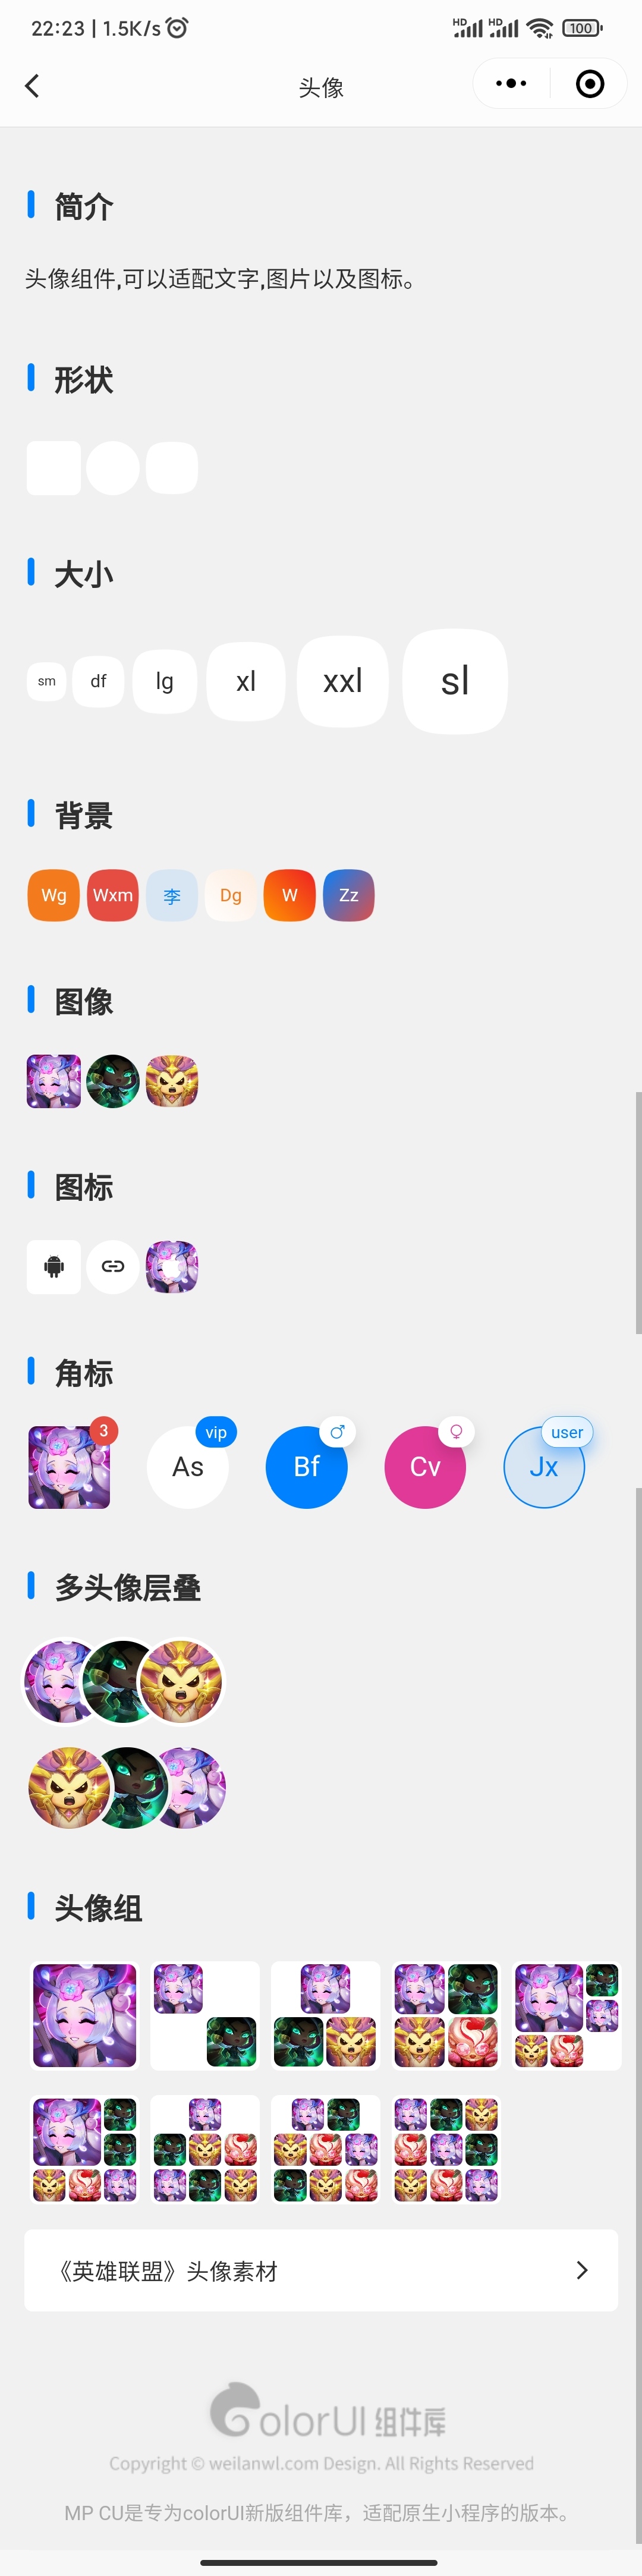 22:23 | 1.5K/s
HD HD 100
头像
简介
头像组件,可以适配文字,图片以及图标。
形状
大小
sm df lg xl xxl sl
背景
Wg Wxm 李 Dg W Zz
图像
图标
角标
3 vip ♂ ♀ user
As Bf Cv Jx
多头像层叠
头像组
《英雄联盟》头像素材
ColorUI 组件库
Copyright © weilanwl.com Design. All Rights Reserved
MP CU是专为colorUI新版组件库，适配原生小程序的版本。